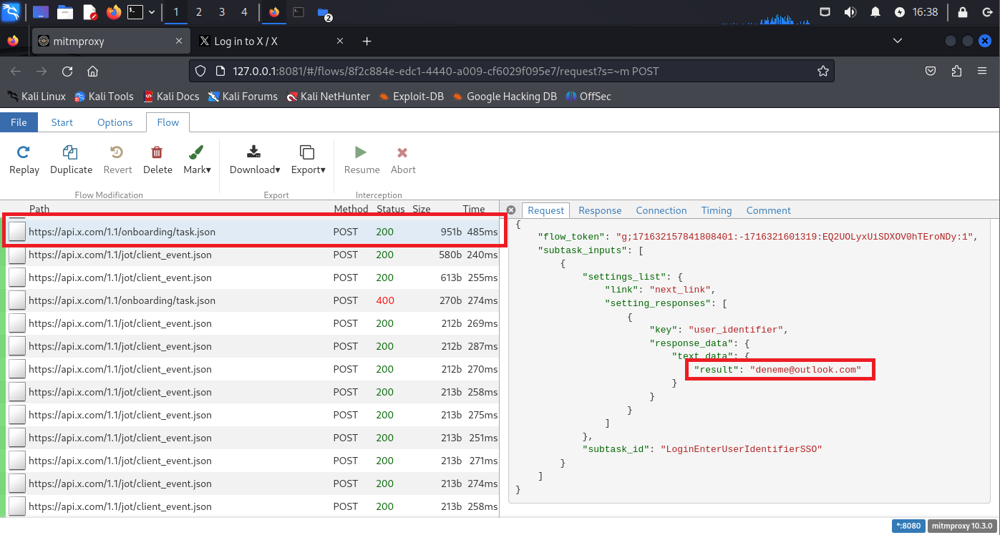 1 2 3 4 2 16:38
mitmproxy Log in to X / X
127.0.0.1:8081/#/flows/8f2c884e-edc1-4440-a009-cf6029f095e7/request?s=~m POST
Kali Linux Kali Tools Kali Docs Kali Forums Kali NetHunter Exploit-DB Google Hacking DB OffSec
File Start Options Flow
Replay Duplicate Revert Delete Mark▾ Download▾ Export▾ Resume Abort
Flow Modification Export Interception
Path Method Status Size Time
https://api.x.com/1.1/onboarding/task.json POST 200 951b 485ms
https://api.x.com/1.1/jot/client_event.json POST 200 580b 240ms
https://api.x.com/1.1/jot/client_event.json POST 200 613b 255ms
https://api.x.com/1.1/onboarding/task.json POST 400 270b 274ms
https://api.x.com/1.1/jot/client_event.json POST 200 212b 269ms
https://api.x.com/1.1/jot/client_event.json POST 200 212b 287ms
https://api.x.com/1.1/jot/client_event.json POST 200 212b 270ms
https://api.x.com/1.1/jot/client_event.json POST 200 213b 258ms
https://api.x.com/1.1/jot/client_event.json POST 200 213b 275ms
https://api.x.com/1.1/jot/client_event.json POST 200 213b 251ms
https://api.x.com/1.1/jot/client_event.json POST 200 213b 271ms
https://api.x.com/1.1/jot/client_event.json POST 200 213b 274ms
https://api.x.com/1.1/jot/client_event.json POST 200 213b 258ms
Request Response Connection Timing Comment
{
"flow_token": "g;171632157841808401:-1716321601319:EQ2UOLyxUiSDXOV0hTEroNDy:1",
"subtask_inputs": [
{
"settings_list": {
"link": "next_link",
"setting_responses": [
{
"key": "user_identifier",
"response_data": {
"text_data": {
"result": "deneme@outlook.com"
}
}
}
]
},
"subtask_id": "LoginEnterUserIdentifierSSO"
}
]
}
*:8080 mitmproxy 10.3.0